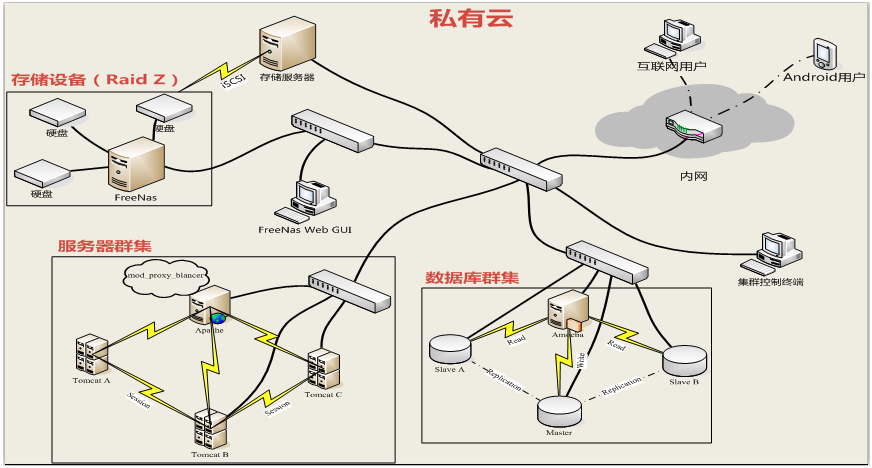 私有云
互联网用户
Android用户
内网
存储服务器
iSCSI
存储设备（Raid Z）
硬盘
硬盘
硬盘
FreeNas
FreeNas Web GUI
集群控制终端
服务器群集
mod_proxy_blancer
Apache
Tomcat A
Tomcat C
Session
Session
Tomcat B
数据库群集
Amoeba
Read
Read
Write
Slave A
Slave B
Replication
Replication
Master